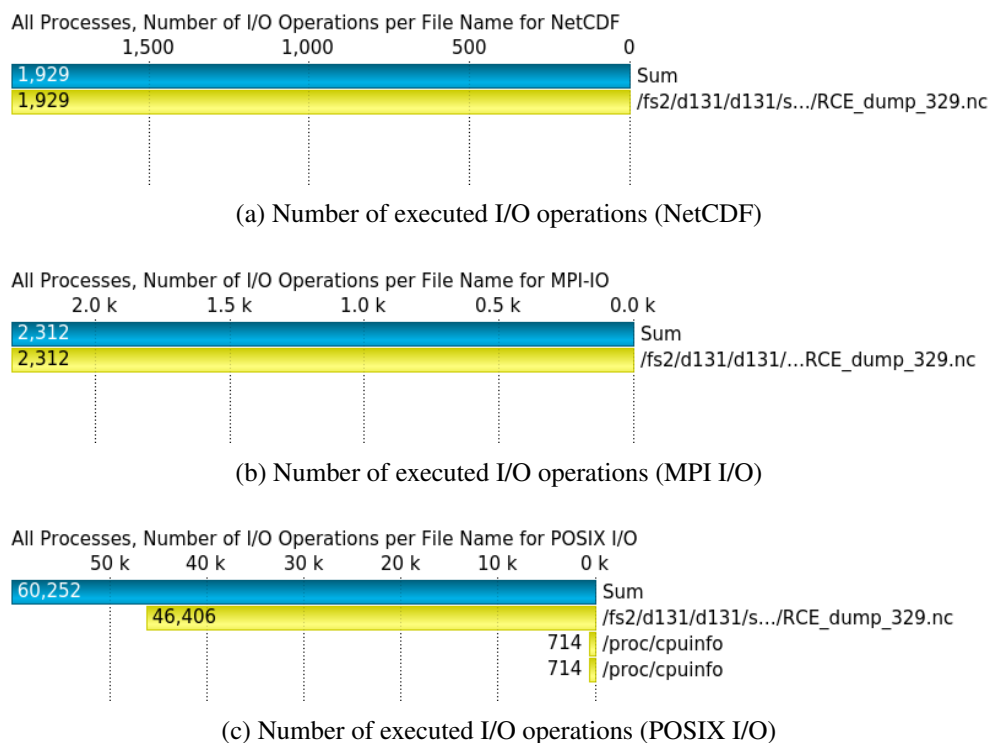 All Processes, Number of I/O Operations per File Name for NetCDF
1,500 1,000 500 0
1,929 Sum
1,929 /fs2/d131/d131/s.../RCE_dump_329.nc
(a) Number of executed I/O operations (NetCDF)
All Processes, Number of I/O Operations per File Name for MPI-IO
2.0 k 1.5 k 1.0 k 0.5 k 0.0 k
2,312 Sum
2,312 /fs2/d131/d131/...RCE_dump_329.nc
(b) Number of executed I/O operations (MPI I/O)
All Processes, Number of I/O Operations per File Name for POSIX I/O
50 k 40 k 30 k 20 k 10 k 0 k
60,252 Sum
46,406 /fs2/d131/d131/s.../RCE_dump_329.nc
714 /proc/cpuinfo
714 /proc/cpuinfo
(c) Number of executed I/O operations (POSIX I/O)